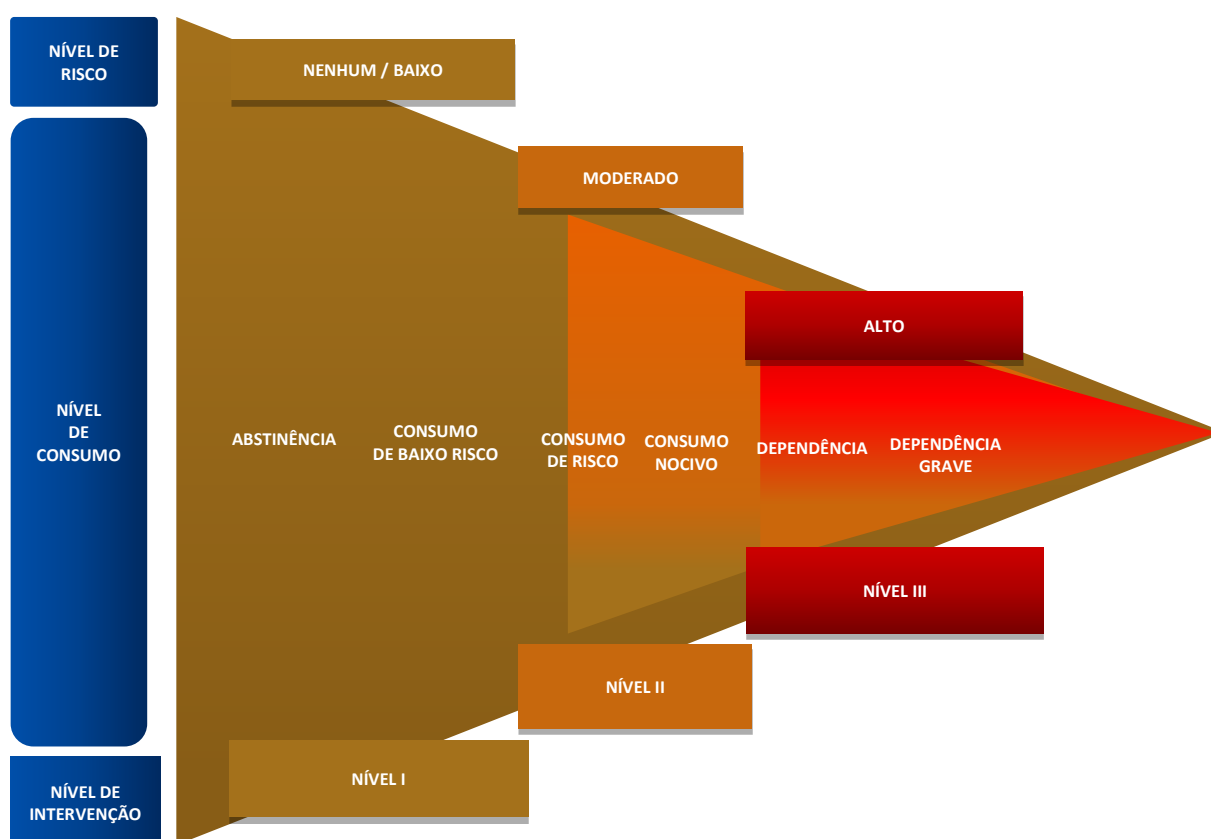 NÍVEL DE
RISCO
NENHUM / BAIXO
MODERADO
ALTO
NÍVEL
DE
CONSUMO
ABSTINÊNCIA
CONSUMO
DE BAIXO RISCO
CONSUMO
DE RISCO
CONSUMO
NOCIVO
DEPENDÊNCIA
DEPENDÊNCIA
GRAVE
NÍVEL III
NÍVEL II
NÍVEL I
NÍVEL DE
INTERVENÇÃO